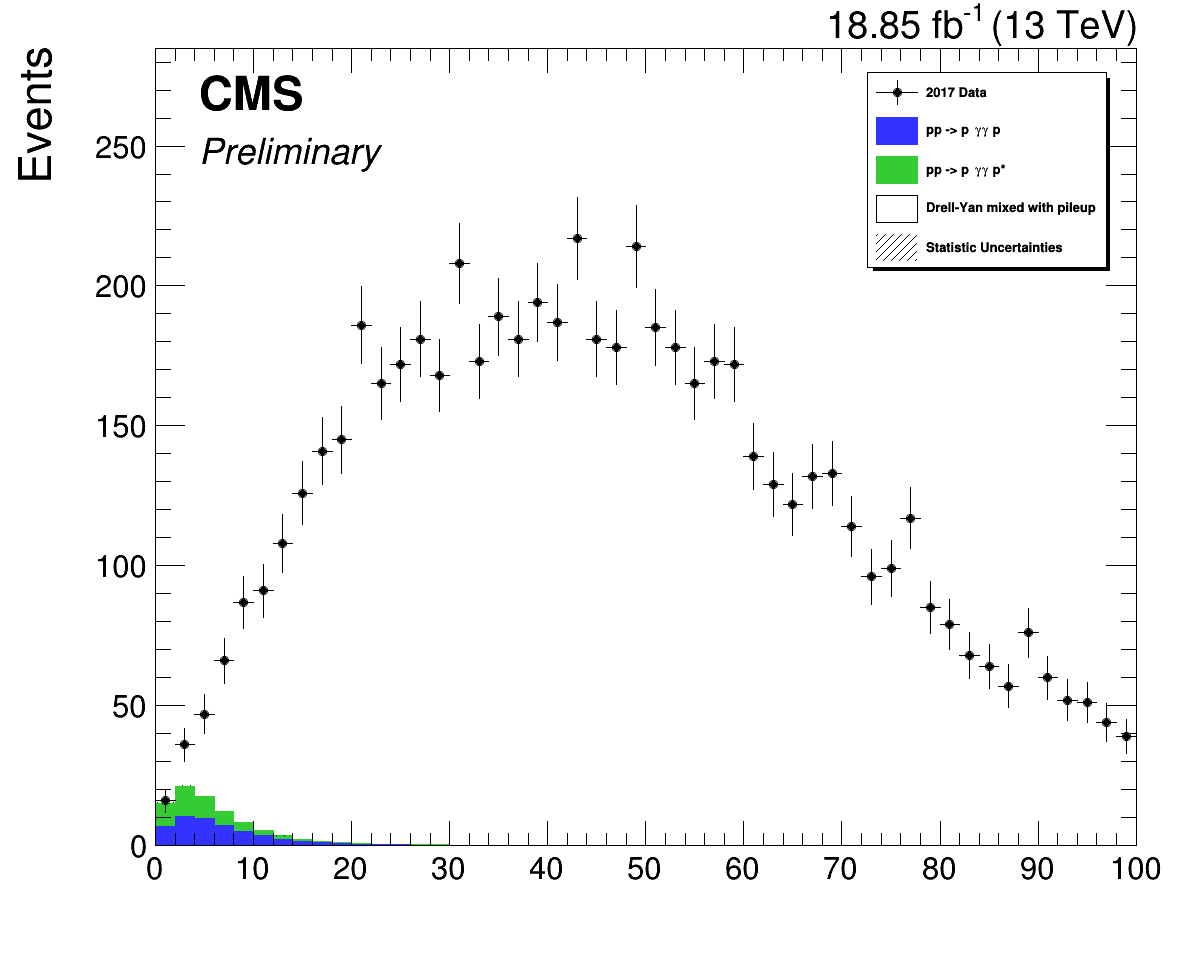 18.85 fb-1 (13 TeV)
Events
CMS
Preliminary
2017 Data
pp -> p γγ p
pp -> p γγ p*
Drell-Yan mixed with pileup
Statistic Uncertainties
250
200
150
100
50
0
0 10 20 30 40 50 60 70 80 90 100